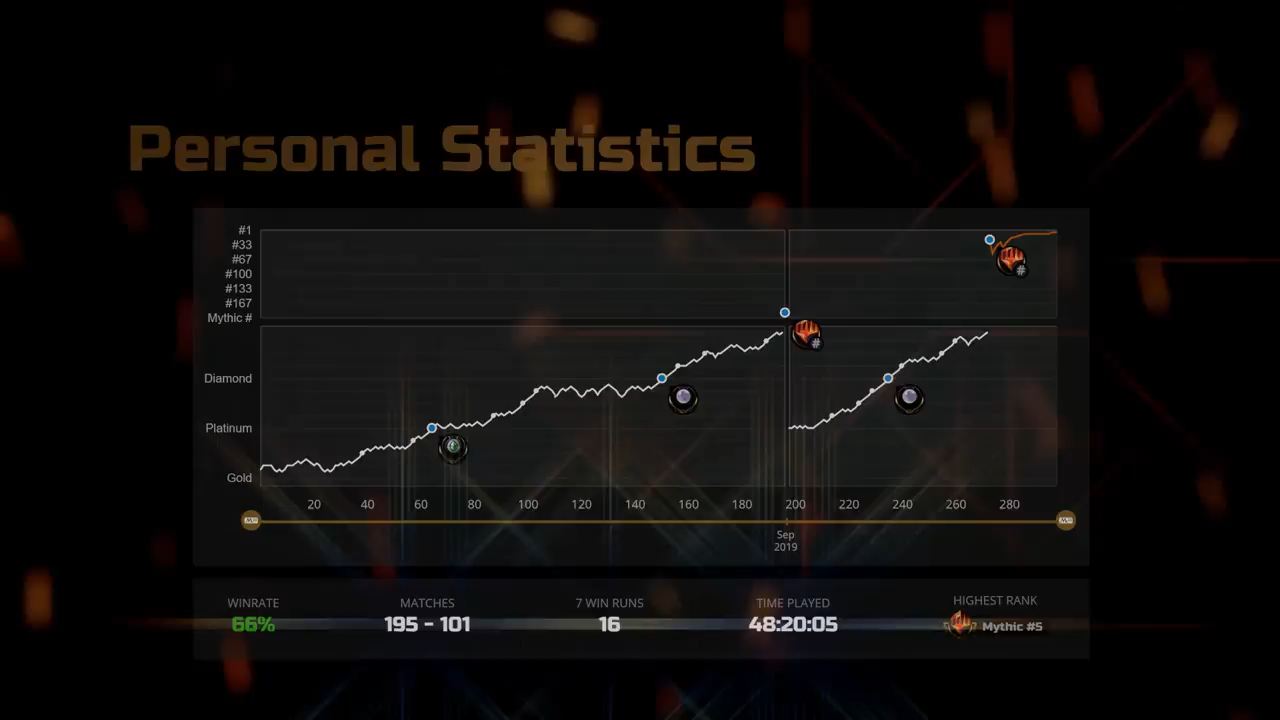 Personal Statistics
#1
#33
#67
#100
#133
#167
Mythic #
#
#
Diamond
Platinum
Gold
20 40 60 80 100 120 140 160 180 200 220 240 260 280
Sep
2019
WINRATE MATCHES 7 WIN RUNS TIME PLAYED HIGHEST RANK
66% 195 - 101 16 48:20:05 Mythic #5